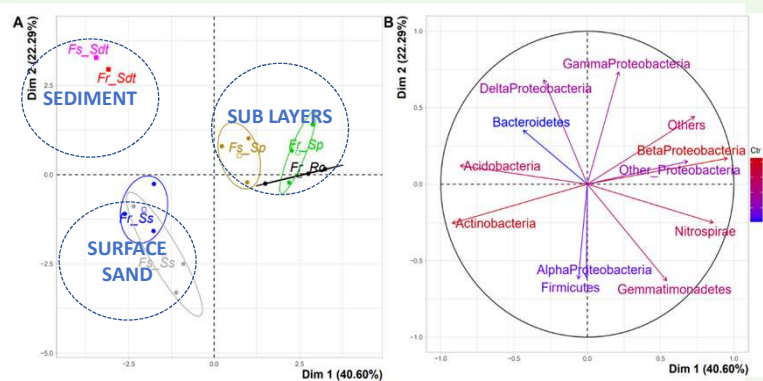 A
Dim 2 (22.29%)
2.5
0.0
-2.5
-5.0
-2.5
0.0
2.5
Dim 1 (40.60%)
Fs_Sdt
Fr_Sdt
SEDIMENT
SUB LAYERS
Fs_Sp
Fr_Sp
Fr_Ro
Fr_Ss
SURFACE
SAND
Fs_Ss
B
Dim 2 (22.29%)
1.0
0.5
0.0
-0.5
-1.0
-1.0
-0.5
0.0
0.5
1.0
Dim 1 (40.60%)
GammaProteobacteria
DeltaProteobacteria
Bacteroidetes
Others
BetaProteobacteria
Acidobacteria
Other_Proteobacteria
Actinobacteria
Nitrospirae
AlphaProteobacteria
Firmicutes
Gemmatimonadetes
Ctr